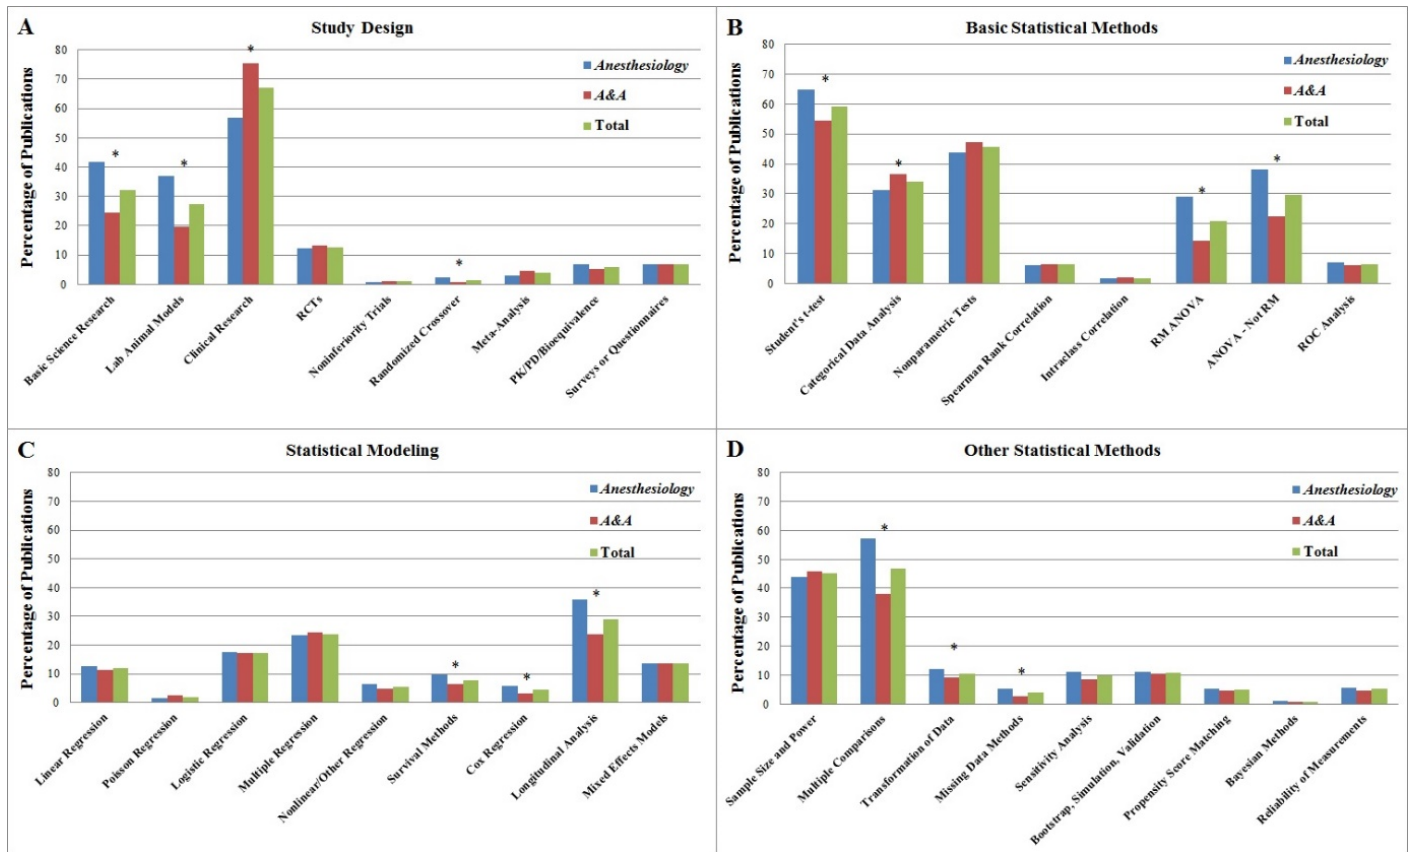 A
Study Design
Percentage of Publications
80
70
60
50
40
30
20
10
0
*
*
*
*
Anesthesiology
A&A
Total
Basic Science Research
Lab Animal Models
Clinical Research
RCTs
Noninferiority Trials
Randomized Crossover
Meta-Analysis
PK/PD/Bioequivalence
Surveys or Questionnaires
B
Basic Statistical Methods
Percentage of Publications
80
70
60
50
40
30
20
10
0
*
*
*
*
Anesthesiology
A&A
Total
Student's t-test
Categorical Data Analysis
Nonparametric Tests
Spearman Rank Correlation
Intraclass Correlation
RM ANOVA
ANOVA - Not RM
ROC Analysis
C
Statistical Modeling
Percentage of Publications
80
70
60
50
40
30
20
10
0
*
*
*
Anesthesiology
A&A
Total
Linear Regression
Poisson Regression
Logistic Regression
Multiple Regression
Nonlinear/Other Regression
Survival Methods
Cox Regression
Longitudinal Analysis
Mixed Effects Models
D
Other Statistical Methods
Percentage of Publications
80
70
60
50
40
30
20
10
0
*
*
*
Anesthesiology
A&A
Total
Sample Size and Power
Multiple Comparisons
Transformation of Data
Missing Data Methods
Sensitivity Analysis
Bootstrap, Simulation, Validation
Propensity Score Matching
Bayesian Methods
Reliability of Measurements